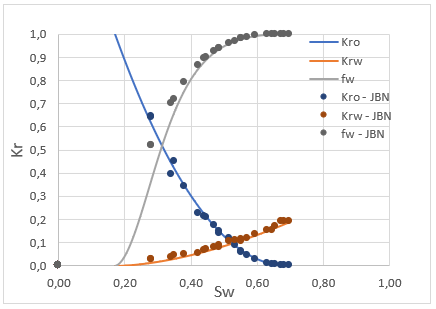 1,0
0,9
0,8
0,7
0,6
0,5
0,4
0,3
0,2
0,1
0,0
Kr
0,00
0,20
0,40
0,60
0,80
1,00
Sw
Kro
Krw
fw
Kro - JBN
Krw - JBN
fw - JBN